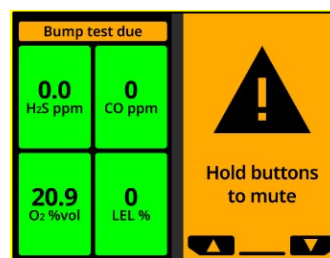 Bump test due
0.0
H₂S ppm
0
CO ppm
20.9
O₂ %vol
0
LEL %
!
Hold buttons
to mute